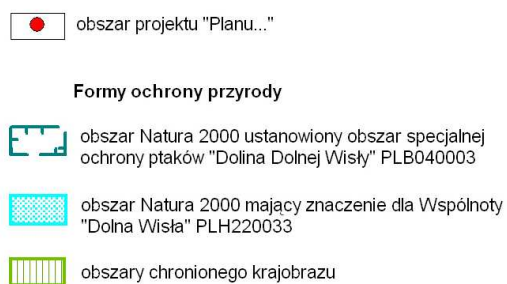 obszar projektu "Planu..."
Formy ochrony przyrody
obszar Natura 2000 ustanowiony obszar specjalnej
ochrony ptaków "Dolina Dolnej Wisły" PLB040003
obszar Natura 2000 mający znaczenie dla Wspólnoty
"Dolna Wisła" PLH220033
obszary chronionego krajobrazu